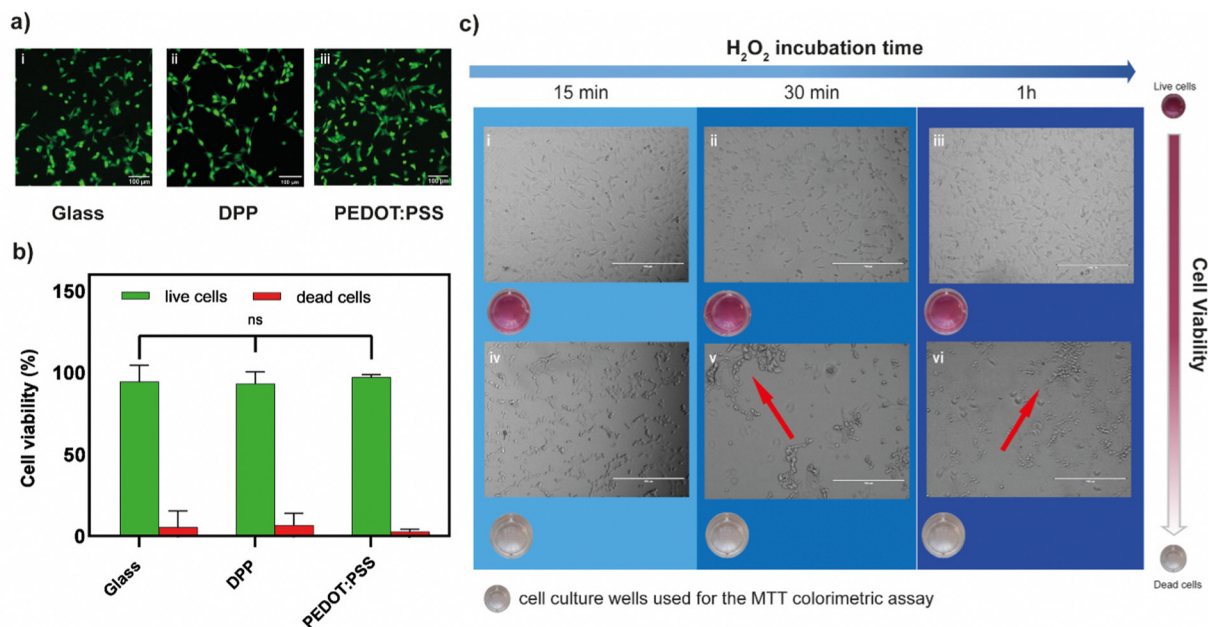 a)
i
ii
iii
100 µm
100 µm
100 µm
Glass
DPP
PEDOT:PSS
b)
Cell viability (%)
150
100
50
0
live cells
dead cells
ns
Glass
DPP
PEDOT:PSS
c)
H₂O₂ incubation time
15 min
30 min
1h
i
ii
iii
iv
v
vi
Live cells
Cell Viability
Dead cells
cell culture wells used for the MTT colorimetric assay